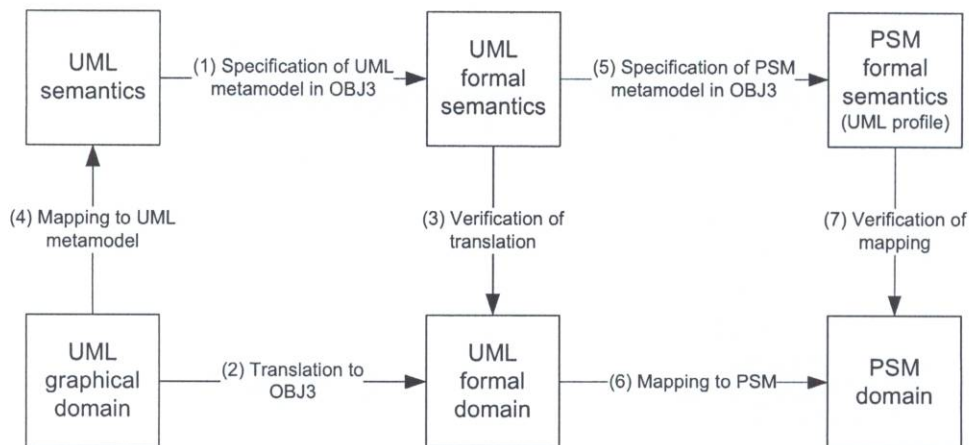 UML
semantics
(1) Specification of UML
metamodel in OBJ3
UML
formal
semantics
(5) Specification of PSM
metamodel in OBJ3
PSM
formal
semantics
(UML profile)
(4) Mapping to UML
metamodel
(3) Verification of
translation
(7) Verification of
mapping
UML
graphical
domain
(2) Translation to
OBJ3
UML
formal
domain
(6) Mapping to PSM
PSM
domain